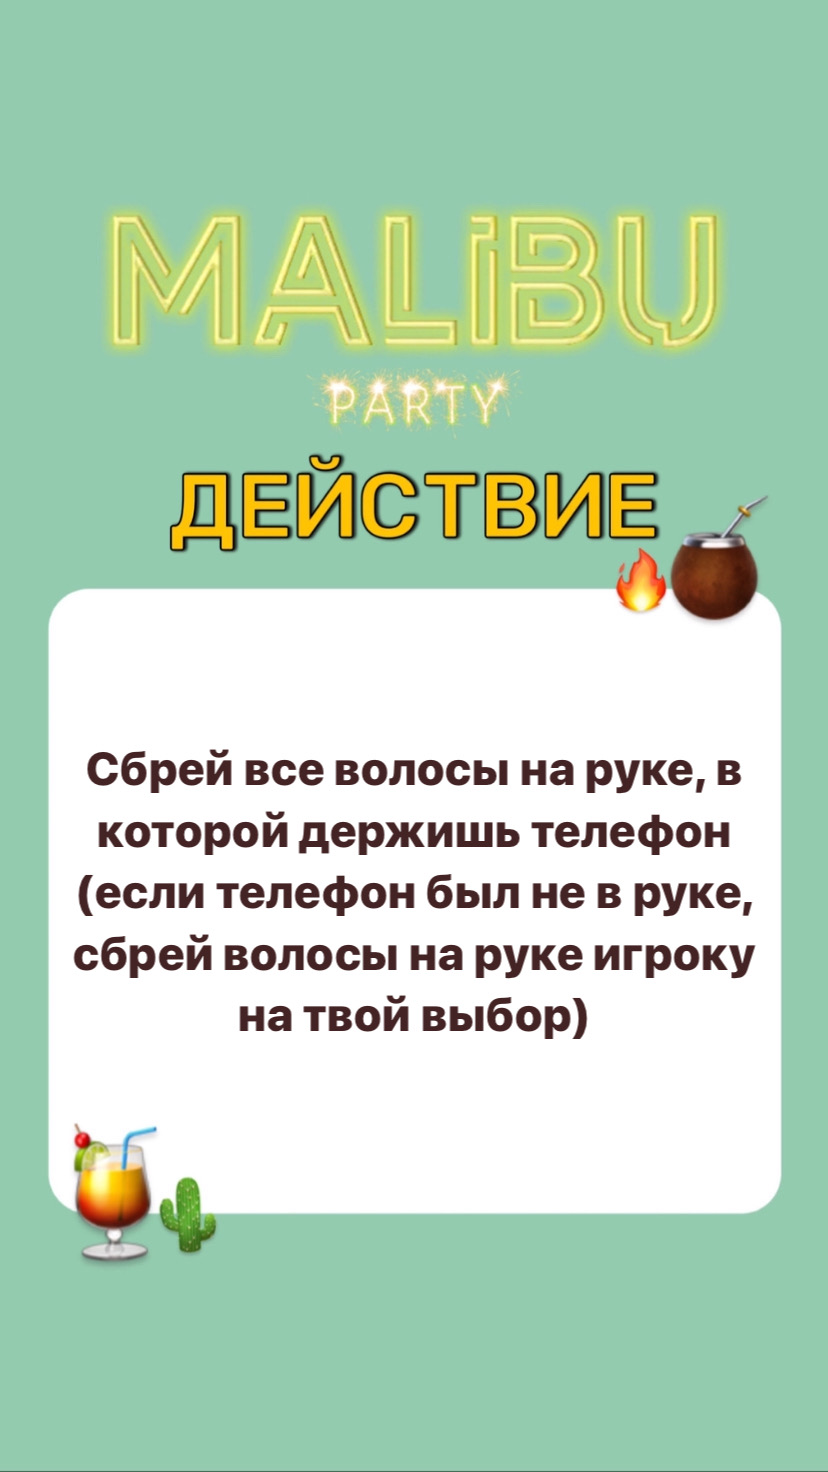 MALiBU
PARTY
ДЕЙСТВИЕ
Сбрей все волосы на руке, в
которой держишь телефон
(если телефон был не в руке,
сбрей волосы на руке игроку
на твой выбор)